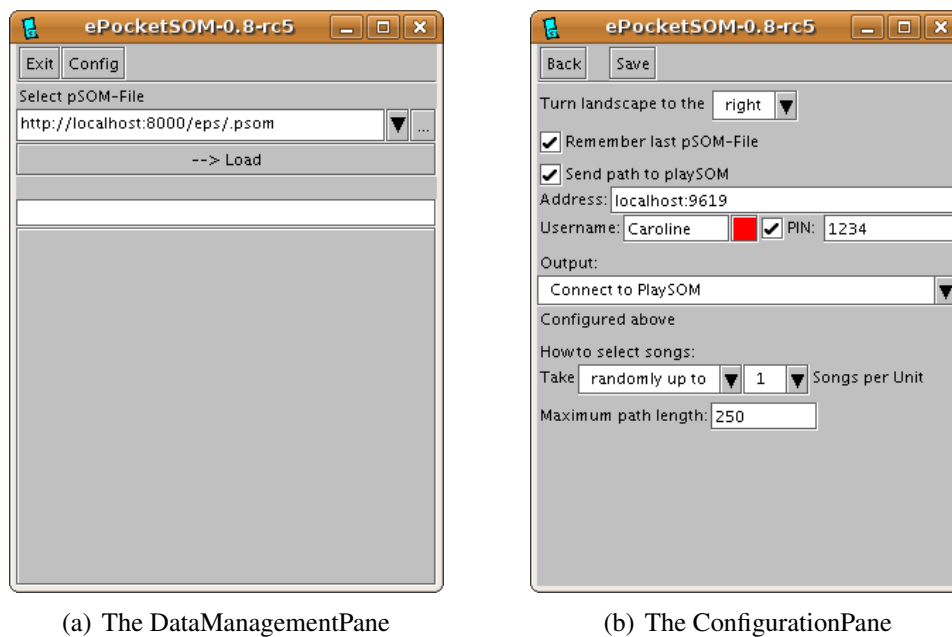 ePocketSOM-0.8-rc5
Exit Config
Select pSOM-File
http://localhost:8000/eps/.psom ...
--> Load
(a) The DataManagementPane
ePocketSOM-0.8-rc5
Back Save
Turn landscape to the right
Remember last pSOM-File
Send path to playSOM
Address: localhost:9619
Username: Caroline PIN: 1234
Output:
Connect to PlaySOM
Configured above
How to select songs:
Take randomly up to 1 Songs per Unit
Maximum path length: 250
(b) The ConfigurationPane